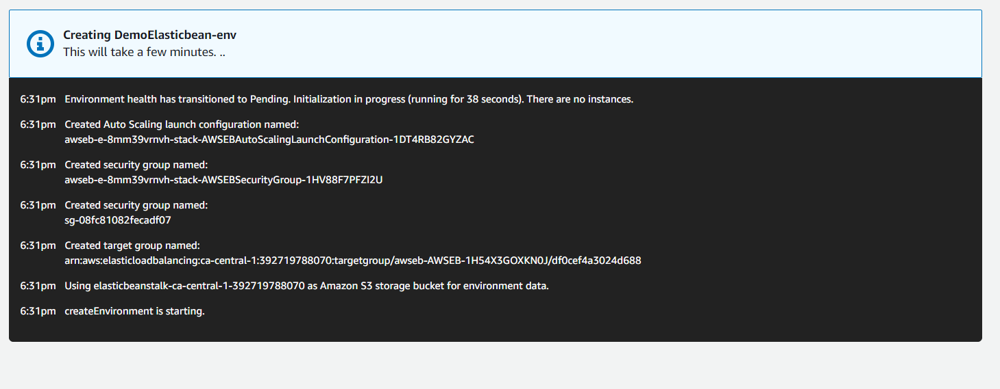 Creating DemoElasticbean-env
This will take a few minutes. ..
6:31pm Environment health has transitioned to Pending. Initialization in progress (running for 38 seconds). There are no instances.
6:31pm Created Auto Scaling launch configuration named:
awseb-e-8mm39vrnvh-stack-AWSEBAutoScalingLaunchConfiguration-1DT4RB82GYZAC
6:31pm Created security group named:
awseb-e-8mm39vrnvh-stack-AWSEBSecurityGroup-1HV88F7PFZI2U
6:31pm Created security group named:
sg-08fc81082fecadf07
6:31pm Created target group named:
arn:aws:elasticloadbalancing:ca-central-1:392719788070:targetgroup/awseb-AWSEB-1H54X3GOXKN0J/df0cef4a3024d688
6:31pm Using elasticbeanstalk-ca-central-1-392719788070 as Amazon S3 storage bucket for environment data.
6:31pm createEnvironment is starting.